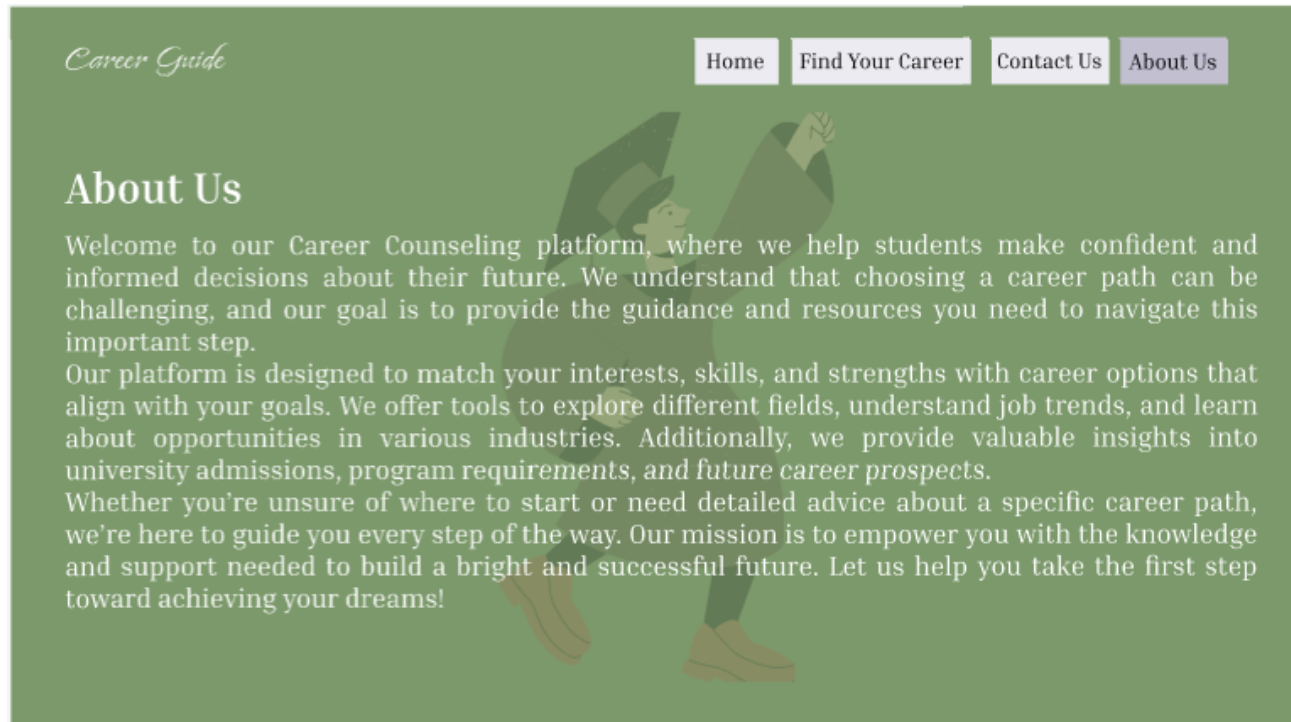 Career Guide
Home
Find Your Career
Contact Us
About Us
About Us
Welcome to our Career Counseling platform, where we help students make confident and
informed decisions about their future. We understand that choosing a career path can be
challenging, and our goal is to provide the guidance and resources you need to navigate this
important step.
Our platform is designed to match your interests, skills, and strengths with career options that
align with your goals. We offer tools to explore different fields, understand job trends, and learn
about opportunities in various industries. Additionally, we provide valuable insights into
university admissions, program requirements, and future career prospects.
Whether you’re unsure of where to start or need detailed advice about a specific career path,
we’re here to guide you every step of the way. Our mission is to empower you with the knowledge
and support needed to build a bright and successful future. Let us help you take the first step
toward achieving your dreams!